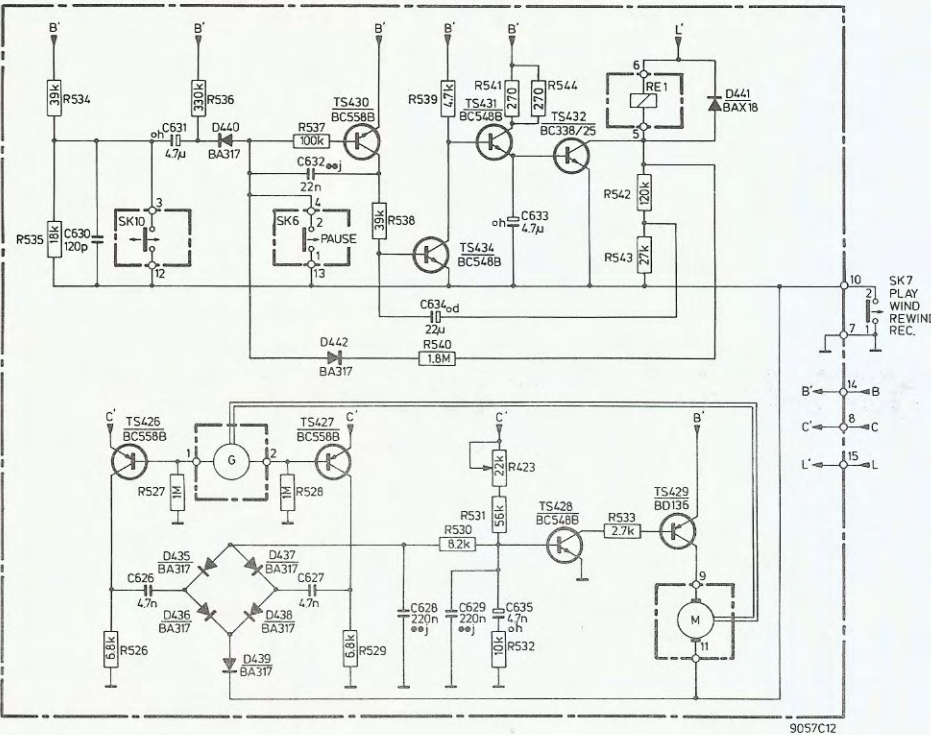 B' B' B' B' L'
39k R534
330k R536
C631 4.7µ
oh
D440 BA317
R537 100k
TS430 BC558B
C632 ⊚⊚j 22n
R539 4.7k
TS431 BC548B
R541 270
R544 270
TS432 BC338/25
6
RE1
5
D441 BAX18
R535 18k
C630 120p
3
SK10
12
4
SK6
2
PAUSE
1
13
39k R538
TS434 BC548B
C633 4.7µ
oh
R542 120k
R543 27k
C634 od 22µ
D442 BA317
R540 1.8M
10
SK7
2
PLAY
WIND
REWIND
REC.
7
1
B' 14 B
C' 8 C
L' 15 L
C' C' C' B'
TS426 BC558B
1
G
2
TS427 BC558B
R527 1M
1M R528
22k R423
R531 56k
R530 8.2k
TS428 BC548B
R533 2.7k
TS429 BD136
D435 BA317
D437 BA317
C626 4.7n
C627 4.7n
D436 BA317
D438 BA317
D439 BA317
6.8k R526
6.8k R529
C628 220n ⊚⊚j
C629 220n ⊚⊚j
C635 4.7n oh
10k R532
9
M
11
9057C12